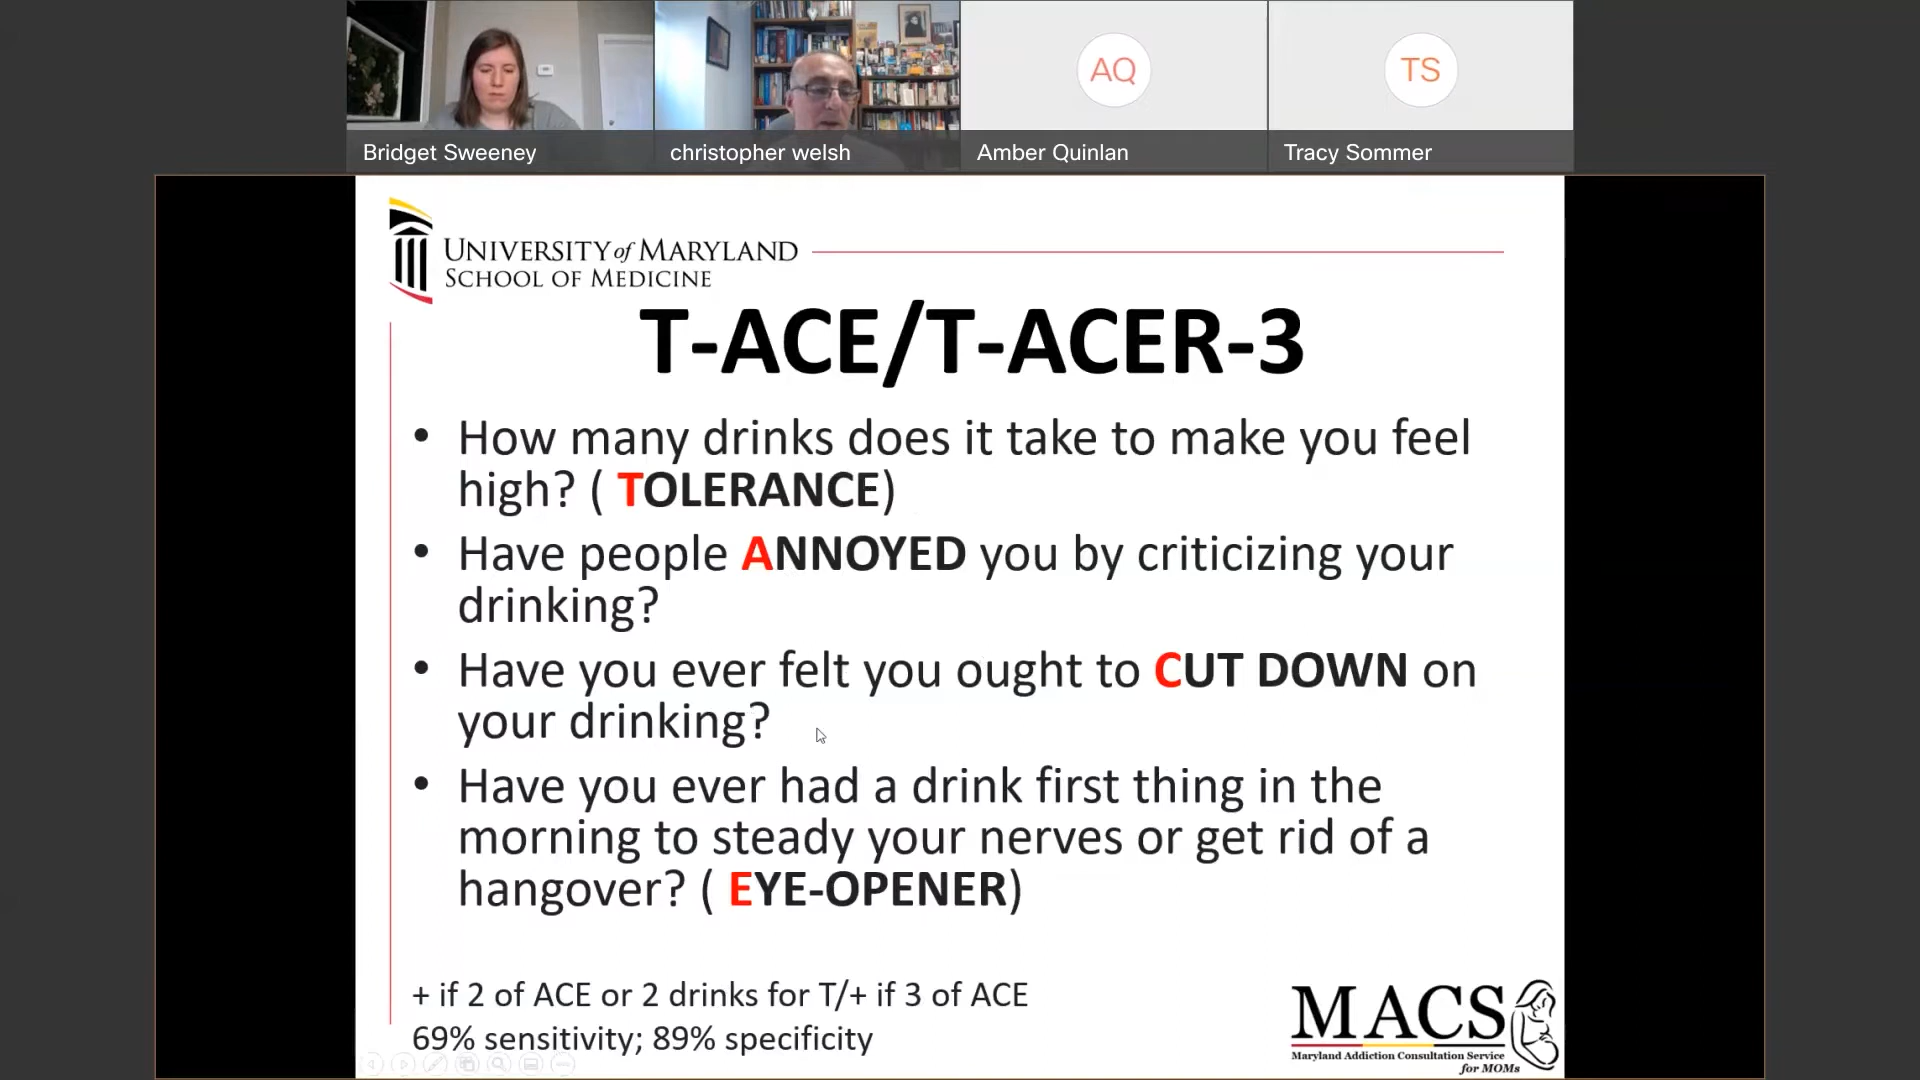 AQ
TS
Bridget Sweeney
christopher welsh
Amber Quinlan
Tracy Sommer
UNIVERSITY of MARYLAND
SCHOOL OF MEDICINE
T-ACE/T-ACER-3
• How many drinks does it take to make you feel
high? ( TOLERANCE)
• Have people ANNOYED you by criticizing your
drinking?
• Have you ever felt you ought to CUT DOWN on
your drinking?
• Have you ever had a drink first thing in the
morning to steady your nerves or get rid of a
hangover? ( EYE-OPENER)
+ if 2 of ACE or 2 drinks for T/+ if 3 of ACE
69% sensitivity; 89% specificity
MACS
Maryland Addiction Consultation Service
for MOMs